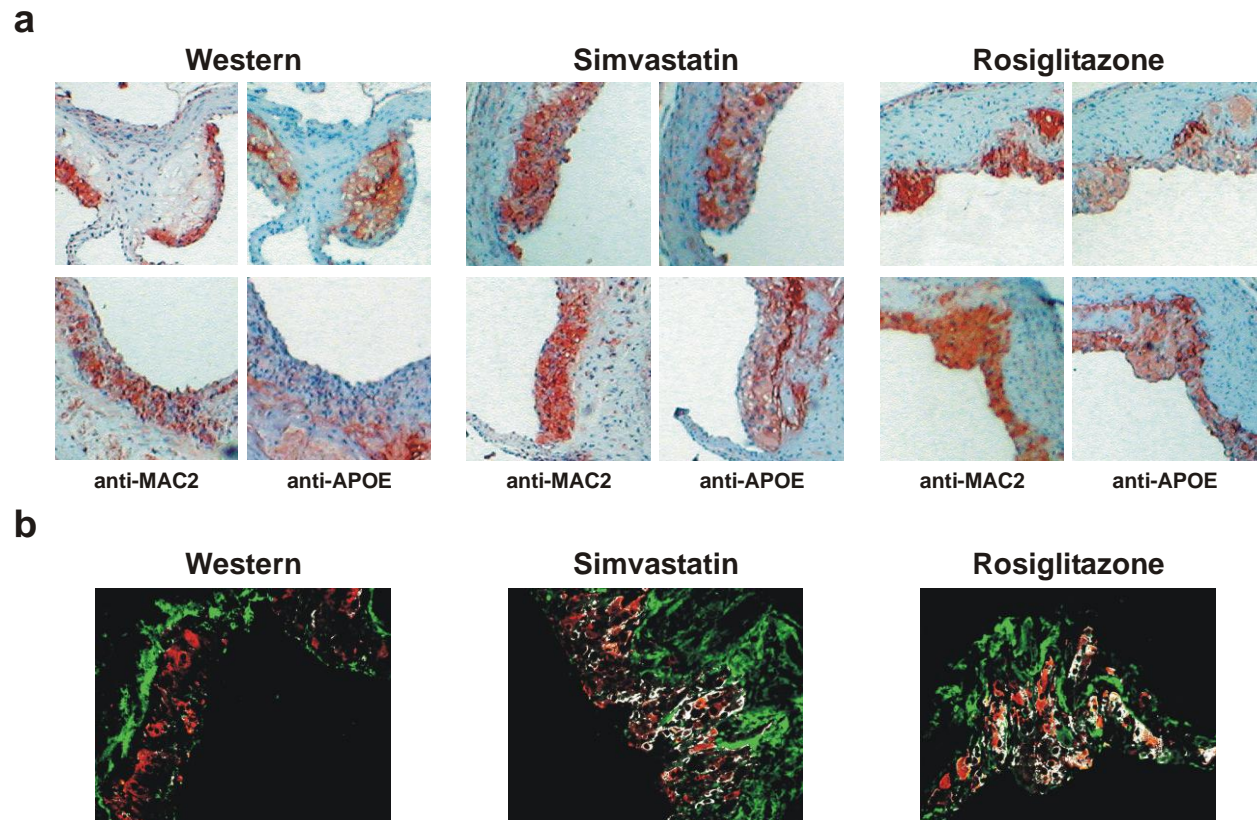 a
Western Simvastatin Rosiglitazone
anti-MAC2 anti-APOE anti-MAC2 anti-APOE anti-MAC2 anti-APOE
b
Western Simvastatin Rosiglitazone